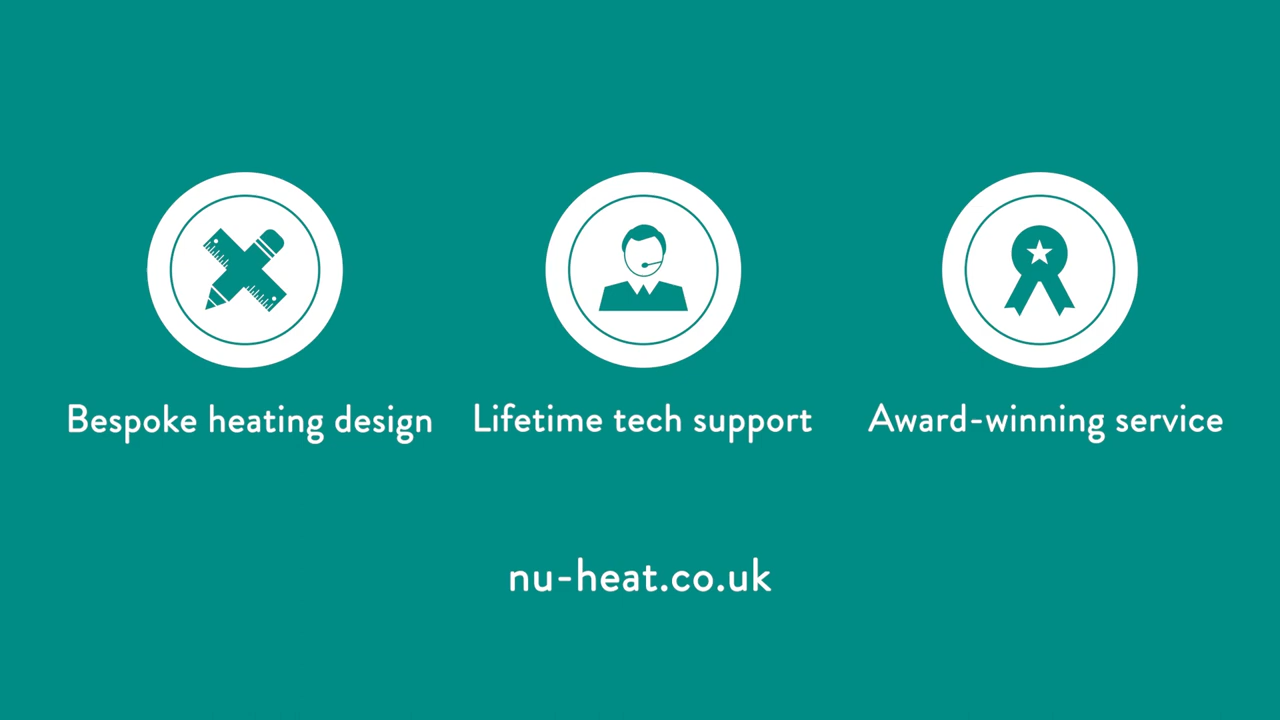 Bespoke heating design
Lifetime tech support
Award-winning service
nu-heat.co.uk